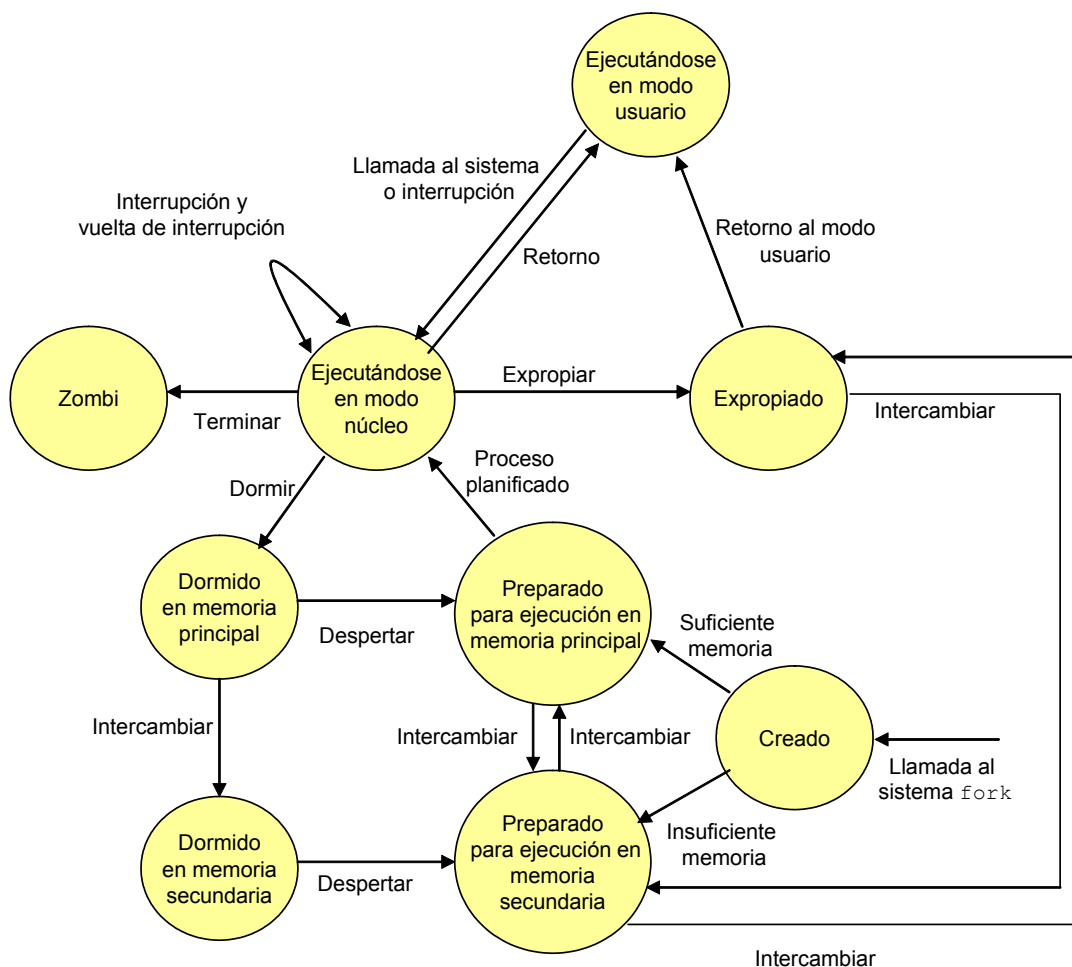 Ejecutándose
en modo
usuario
Llamada al sistema
o interrupción
Interrupción y
vuelta de interrupción
Retorno
Retorno al modo
usuario
Zombi
Terminar
Ejecutándose
en modo
núcleo
Expropiar
Expropiado
Intercambiar
Dormir
Proceso
planificado
Dormido
en memoria
principal
Despertar
Preparado
para ejecución en
memoria principal
Suficiente
memoria
Intercambiar
Intercambiar
Intercambiar
Creado
Llamada al
sistema fork
Dormido
en memoria
secundaria
Despertar
Preparado
para ejecución en
memoria
secundaria
Insuficiente
memoria
Intercambiar